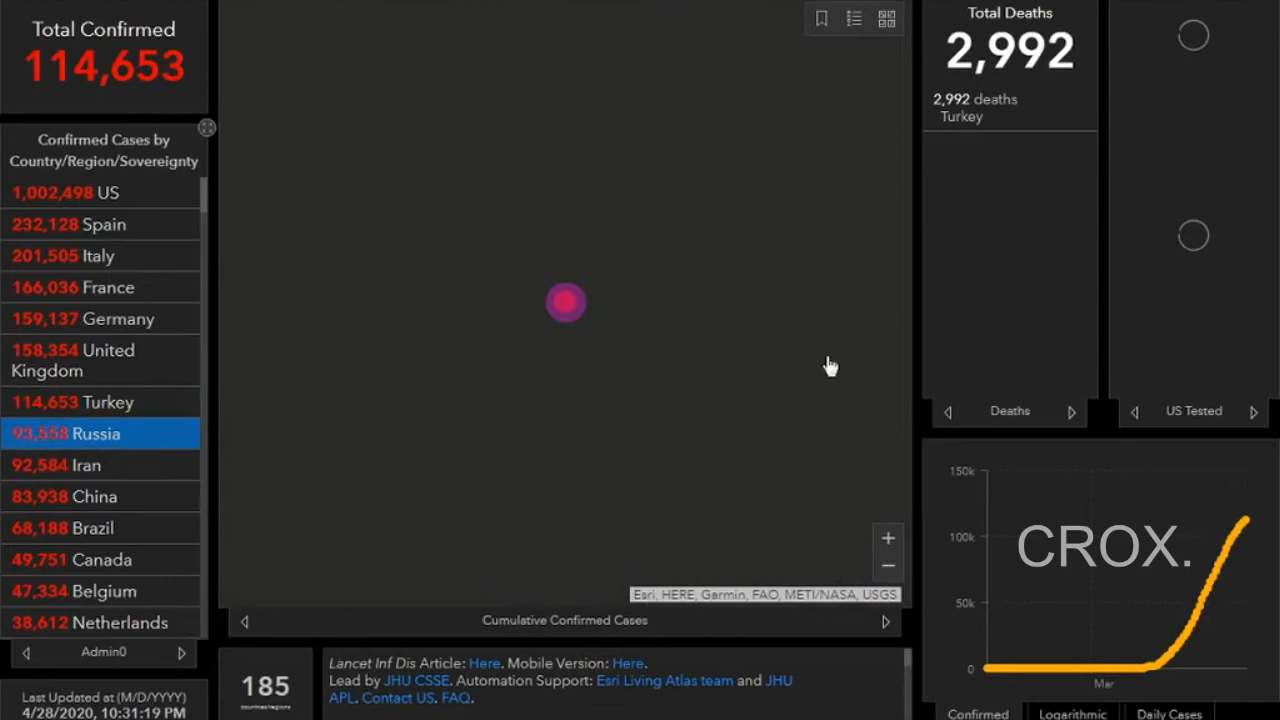 Total Confirmed
114,653
Confirmed Cases by
Country/Region/Sovereignty
1,002,498 US
232,128 Spain
201,505 Italy
166,036 France
159,137 Germany
158,354 United
Kingdom
114,653 Turkey
93,558 Russia
92,584 Iran
83,938 China
68,188 Brazil
49,751 Canada
47,334 Belgium
38,612 Netherlands
Admin0
Last Updated at (M/D/YYYY)
4/28/2020, 10:31:19 PM
Esri, HERE, Garmin, FAO, METI/NASA, USGS
Cumulative Confirmed Cases
185
countries/regions
Lancet Inf Dis Article: Here. Mobile Version: Here.
Lead by JHU CSSE. Automation Support: Esri Living Atlas team and JHU
APL. Contact US. FAQ.
Total Deaths
2,992
2,992 deaths
Turkey
Deaths
US Tested
150k
100k
50k
0
Mar
CROX.
Confirmed
Logarithmic
Daily Cases